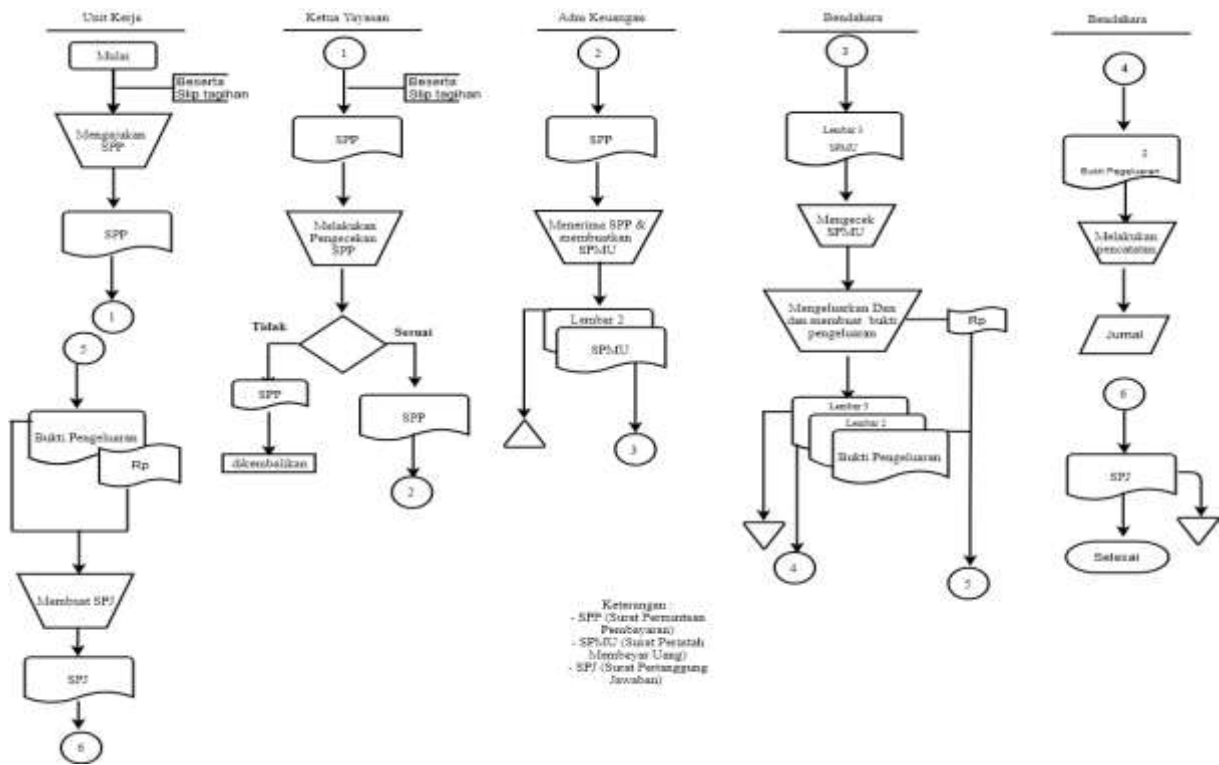 Unit Kerja
Mulai
Beserta
Slip tagihan
Mengajukan
SPP
SPP
1
5
Bukti Pengeluaran
Rp
Membuat SPJ
SPJ
6
Ketua Yayasan
1
Beserta
Slip tagihan
SPP
Melakukan
Pengecekan
SPP
Tidak
Sesuai
SPP
SPP
dikembalikan
2
Adm Keuangan
2
SPP
Menerima SPP &
membuatkan
SPMU
Lembar 2
SPMU
3
Bendahara
3
Lembar 1
SPMU
Mengecek
SPMU
Mengeluarkan Dan
dan membuat bukti
pengeluaran
Rp
Lembar 3
Lembar 2
Bukti Pengeluaran
4
5
Bendahara
4
2
Bukti Pegeluaran
Melakukan
pencatatan
Jurnal
6
SPJ
Selesai
Keterangan
- SPP (Surat Permintaan
Pembayaran)
- SPMU (Surat Perintah
Membayar Uang)
- SPJ (Surat Pertanggung
Jawaban)